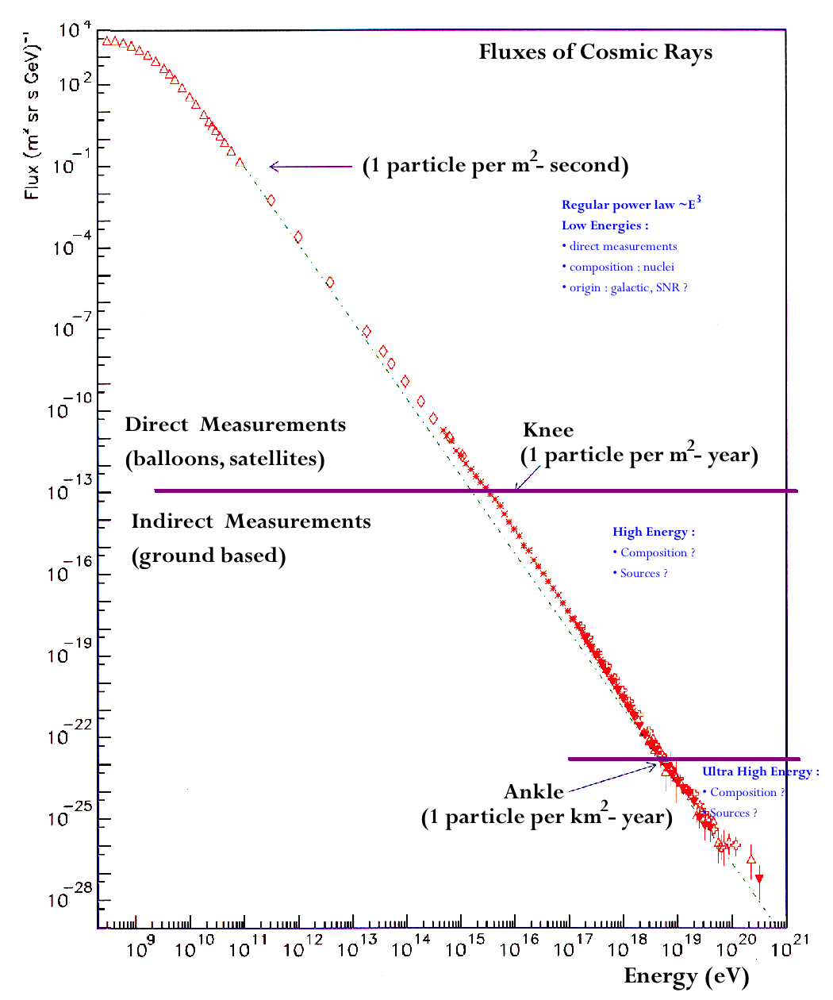 Fluxes of Cosmic Rays
Flux (m² sr s GeV)⁻¹
10⁴
10²
10⁻¹
10⁻⁴
10⁻⁷
10⁻¹⁰
10⁻¹³
10⁻¹⁶
10⁻¹⁹
10⁻²²
10⁻²⁵
10⁻²⁸
(1 particle per m²- second)
Regular power law ~E³
Low Energies :
• direct measurements
• composition : nuclei
• origin : galactic, SNR ?
Direct Measurements
(balloons, satellites)
Knee
(1 particle per m²- year)
Indirect Measurements
(ground based)
High Energy :
• Composition ?
• Sources ?
Ultra High Energy :
• Composition ?
• Sources ?
Ankle
(1 particle per km²- year)
10⁹ 10¹⁰ 10¹¹ 10¹² 10¹³ 10¹⁴ 10¹⁵ 10¹⁶ 10¹⁷ 10¹⁸ 10¹⁹ 10²⁰ 10²¹
Energy (eV)